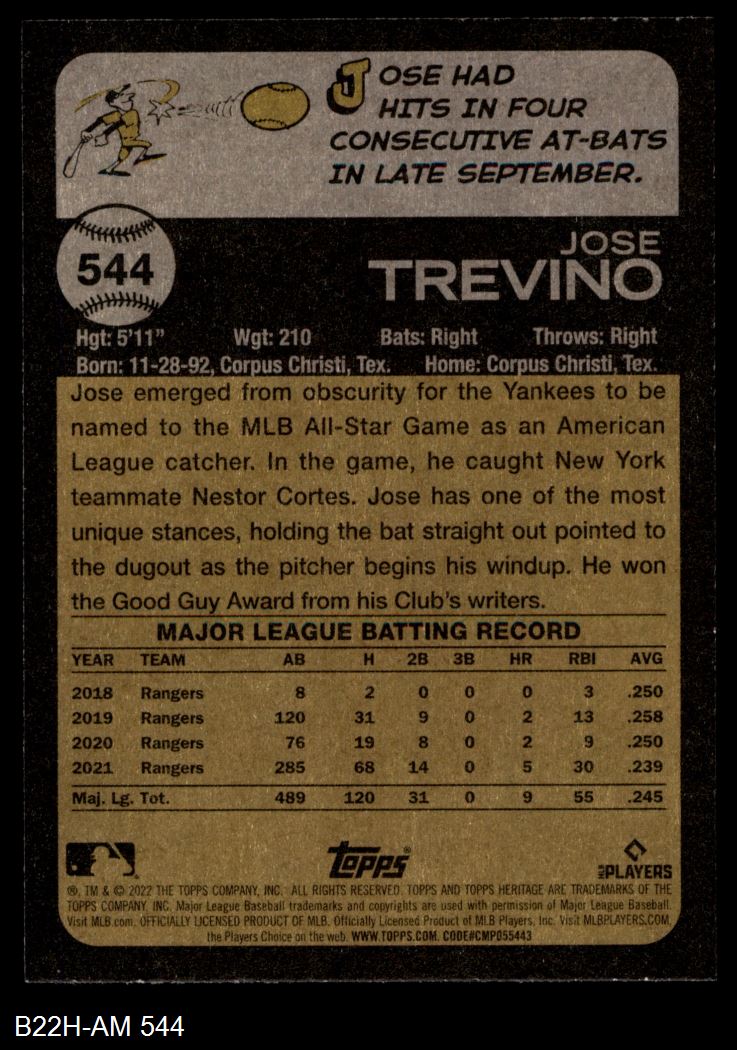 JOSE HAD
HITS IN FOUR
CONSECUTIVE AT-BATS
IN LATE SEPTEMBER.
544
JOSE
TREVINO
Hgt: 5'11" Wgt: 210 Bats: Right Throws: Right
Born: 11-28-92, Corpus Christi, Tex. Home: Corpus Christi, Tex.
Jose emerged from obscurity for the Yankees to be
named to the MLB All-Star Game as an American
League catcher. In the game, he caught New York
teammate Nestor Cortes. Jose has one of the most
unique stances, holding the bat straight out pointed to
the dugout as the pitcher begins his windup. He won
the Good Guy Award from his Club's writers.
MAJOR LEAGUE BATTING RECORD
YEAR TEAM AB H 2B 3B HR RBI AVG
2018 Rangers 8 2 0 0 0 3 .250
2019 Rangers 120 31 9 0 2 13 .258
2020 Rangers 76 19 8 0 2 9 .250
2021 Rangers 285 68 14 0 5 30 .239
Maj. Lg. Tot. 489 120 31 0 9 55 .245
Topps®
MLBPLAYERS
®, TM & © 2022 THE TOPPS COMPANY, INC. ALL RIGHTS RESERVED. TOPPS AND TOPPS HERITAGE ARE TRADEMARKS OF THE
TOPPS COMPANY, INC. Major League Baseball trademarks and copyrights are used with permission of Major League Baseball.
Visit MLB.com. OFFICIALLY LICENSED PRODUCT OF MLB. Officially Licensed Product of MLB Players, Inc. Visit MLBPLAYERS.COM,
the Players Choice on the web. WWW.TOPPS.COM. CODE#CMP055443
B22H-AM 544